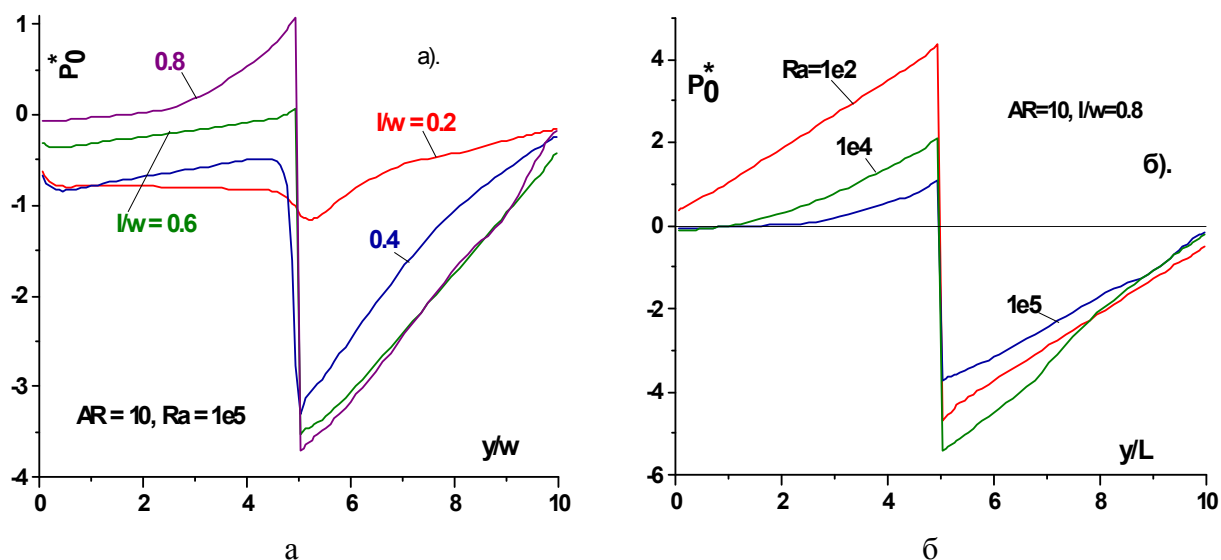 1
0
-1
-2
-3
-4
P0*
0.8
а).
l/w = 0.2
l/w = 0.6
0.4
AR = 10, Ra = 1e5
y/w
0 2 4 6 8 10
а
4
2
0
-2
-4
-6
P0*
Ra=1e2
AR=10, l/w=0.8
1e4
б).
1e5
y/L
0 2 4 6 8 10
б